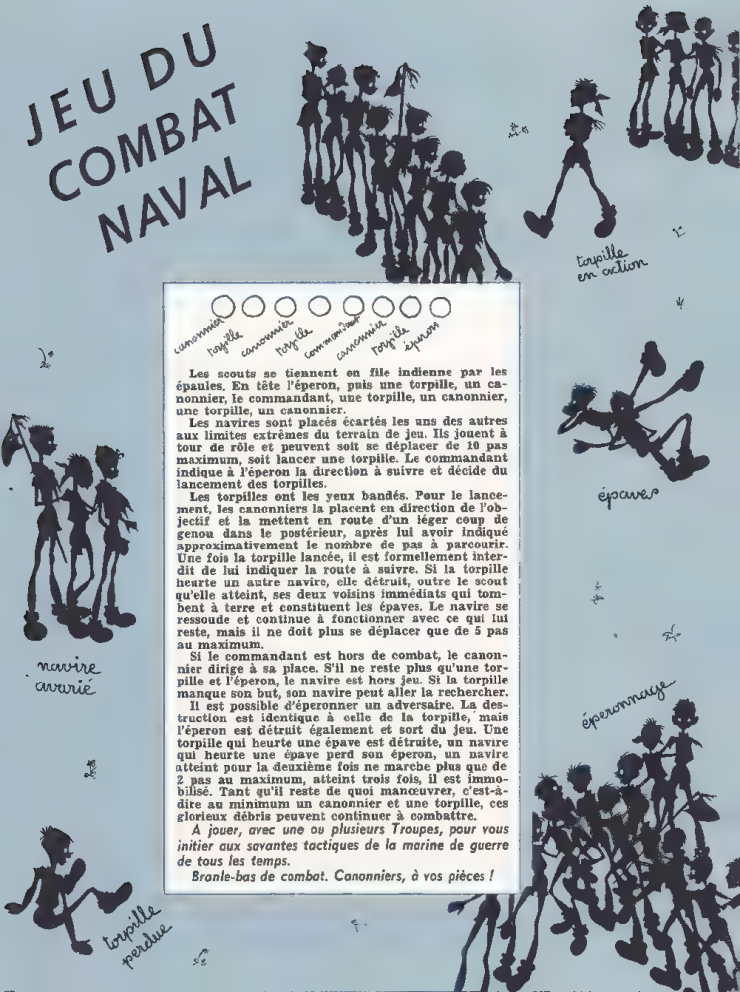 JEU DU
COMBAT
NAVAL
torpille
en action
canonnier torpille canonnier torpille commandant canonnier torpille éperon
Les scouts se tiennent en file indienne par les
épaules. En tête l'éperon, puis une torpille, un ca-
nonnier, le commandant, une torpille, un canonnier,
une torpille, un canonnier.
Les navires sont placés écartés les uns des autres
aux limites extrêmes du terrain de jeu. Ils jouent à
tour de rôle et peuvent soit se déplacer de 10 pas
maximum, soit lancer une torpille. Le commandant
indique à l'éperon la direction à suivre et décide du
lancement des torpilles.
Les torpilles ont les yeux bandés. Pour le lance-
ment, les canonniers la placent en direction de l'ob-
jectif et la mettent en route d'un léger coup de
genou dans le postérieur, après lui avoir indiqué
approximativement le nombre de pas à parcourir.
Une fois la torpille lancée, il est formellement inter-
dit de lui indiquer la route à suivre. Si la torpille
heurte un autre navire, elle détruit, outre le scout
qu'elle atteint, ses deux voisins immédiats qui tom-
bent à terre et constituent les épaves. Le navire se
ressoude et continue à fonctionner avec ce qui lui
reste, mais il ne doit plus se déplacer que de 5 pas
au maximum.
Si le commandant est hors de combat, le canon-
nier dirige à sa place. S'il ne reste plus qu'une tor-
pille et l'éperon, le navire est hors jeu. Si la torpille
manque son but, son navire peut aller la rechercher.
Il est possible d'éperonner un adversaire. La des-
truction est identique à celle de la torpille, mais
l'éperon est détruit également et sort du jeu. Une
torpille qui heurte une épave est détruite, un navire
qui heurte une épave perd son éperon, un navire
atteint pour la deuxième fois ne marche plus que de
2 pas au maximum, atteint trois fois, il est immo-
bilisé. Tant qu'il reste de quoi manœuvrer, c'est-à-
dire au minimum un canonnier et une torpille, ces
glorieux débris peuvent continuer à combattre.
A jouer, avec une ou plusieurs Troupes, pour vous
initier aux savantes tactiques de la marine de guerre
de tous les temps.
Branle-bas de combat. Canonniers, à vos pièces !
épaves
navire
avarié
éperonnage
torpille
perdue